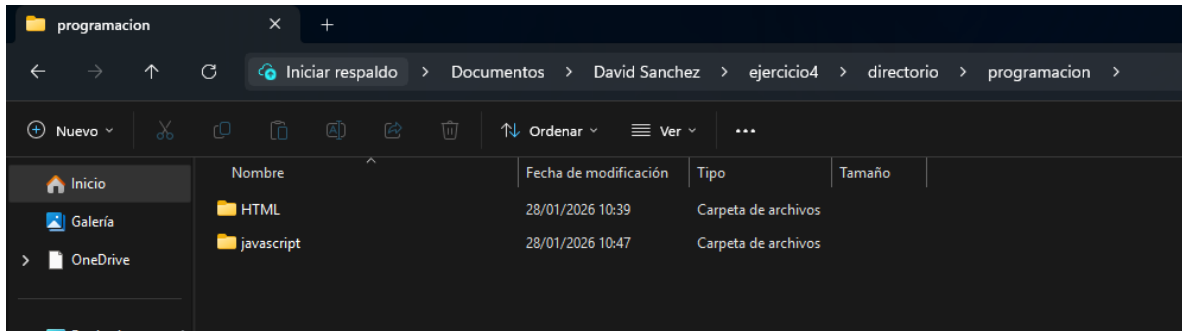 programacion
Iniciar respaldo > Documentos > David Sanchez > ejercicio4 > directorio > programacion >
Nuevo Ordenar Ver
Inicio
Galería
OneDrive
Nombre Fecha de modificación Tipo Tamaño
HTML 28/01/2026 10:39 Carpeta de archivos
javascript 28/01/2026 10:47 Carpeta de archivos